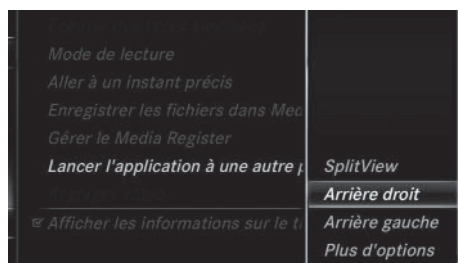 Mode de lecture
Aller à un instant précis
Enregistrer les fichiers dans Med
Gérer le Media Register
Lancer l'application à une autre p
SplitView
Arrière droit
Afficher les informations sur le ti
Arrière gauche
Plus d'options